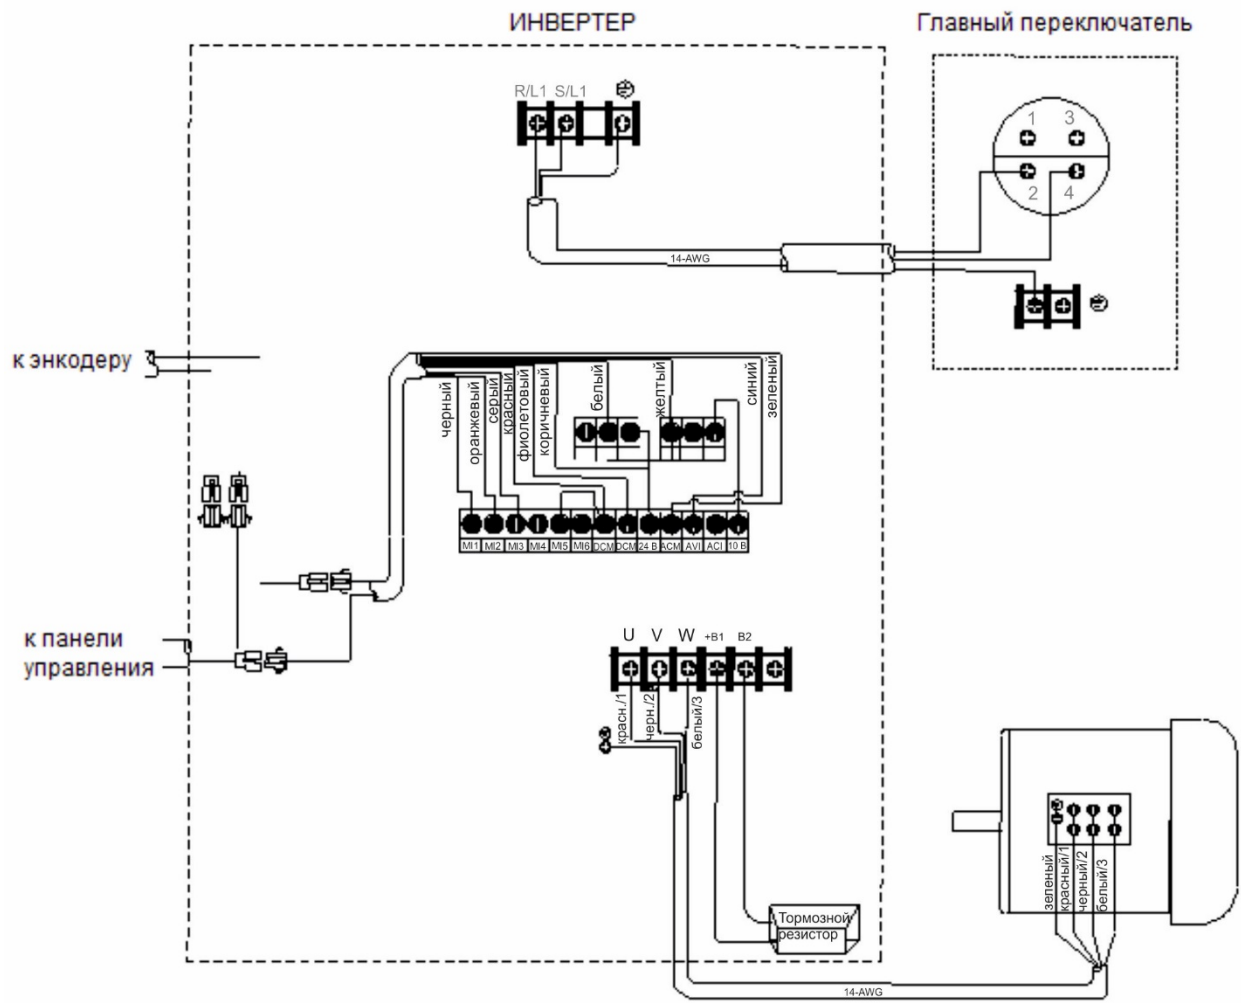 ИНВЕРТЕР
Главный переключатель
R/L1 S/L1
1 3
2 4
14-AWG
к энкодеру
черный
оранжевый
серый
красный
фиолетовый
коричневый
белый
желтый
синий
зеленый
MI1 MI2 MI3 MI4 MI5 MI6 DCM DCM 24 В ACM AVI ACI 10 В
к панели
управления
U V W +B1 B2
красн./1
черн./2
белый/3
зеленый
красный/1
черный/2
белый/3
Тормозной
резистор
14-AWG